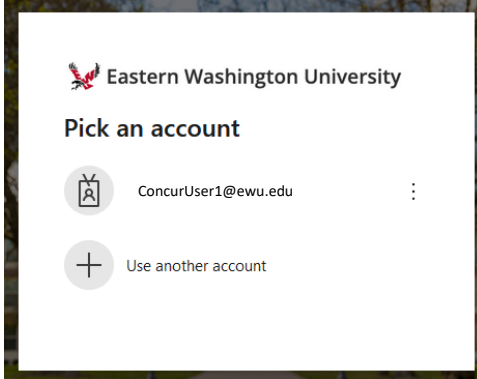 Eastern Washington University
Pick an account
ConcurUser1@ewu.edu
Use another account